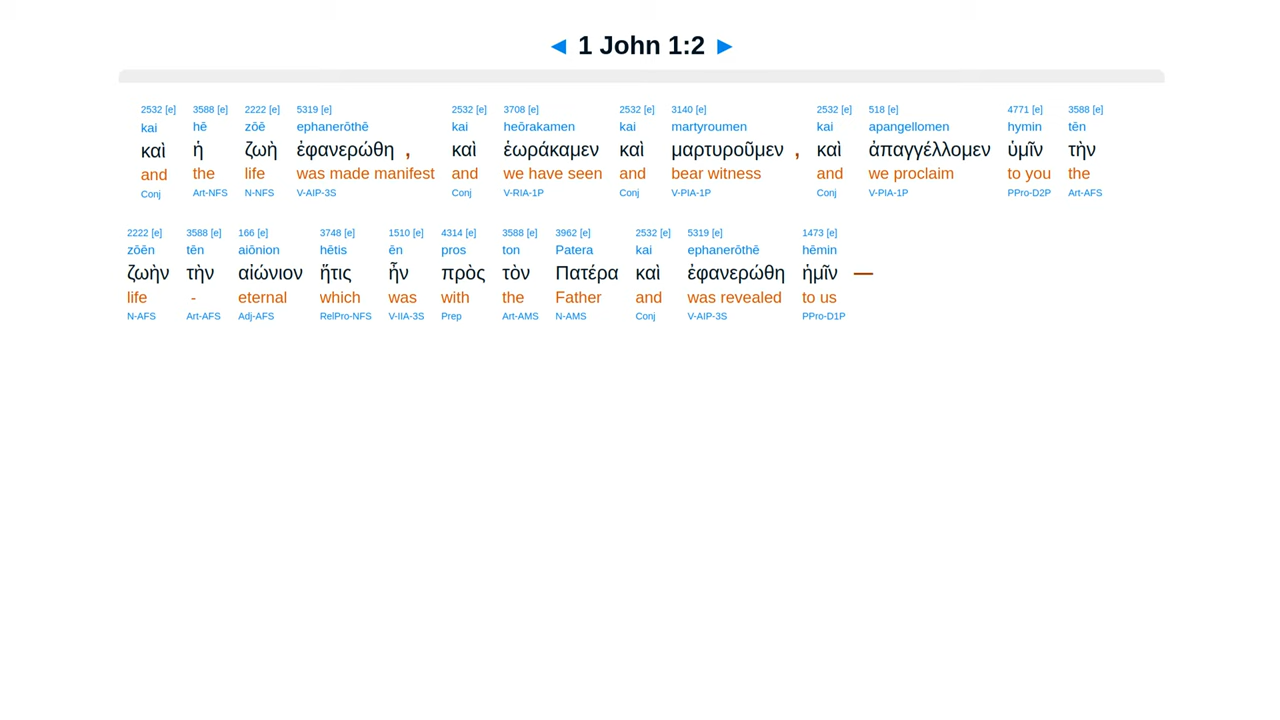 ◄ 1 John 1:2 ►
2532 [e] 3588 [e] 2222 [e] 5319 [e] 2532 [e] 3708 [e] 2532 [e] 3140 [e] 2532 [e] 518 [e] 4771 [e] 3588 [e]
kai hē zōē ephanerōthē kai heōrakamen kai martyroumen kai apangellomen hymin tēn
καὶ ἡ ζωὴ ἐφανερώθη , καὶ ἑωράκαμεν καὶ μαρτυροῦμεν , καὶ ἀπαγγέλλομεν ὑμῖν τὴν
and the life was made manifest and we have seen and bear witness and we proclaim to you the
Conj Art-NFS N-NFS V-AIP-3S Conj V-RIA-1P Conj V-PIA-1P Conj V-PIA-1P PPro-D2P Art-AFS
2222 [e] 3588 [e] 166 [e] 3748 [e] 1510 [e] 4314 [e] 3588 [e] 3962 [e] 2532 [e] 5319 [e] 1473 [e]
zōēn tēn aiōnion hētis ēn pros ton Patera kai ephanerōthē hēmin
ζωὴν τὴν αἰώνιον ἥτις ἦν πρὸς τὸν Πατέρα καὶ ἐφανερώθη ἡμῖν —
life - eternal which was with the Father and was revealed to us
N-AFS Art-AFS Adj-AFS RelPro-NFS V-IIA-3S Prep Art-AMS N-AMS Conj V-AIP-3S PPro-D1P